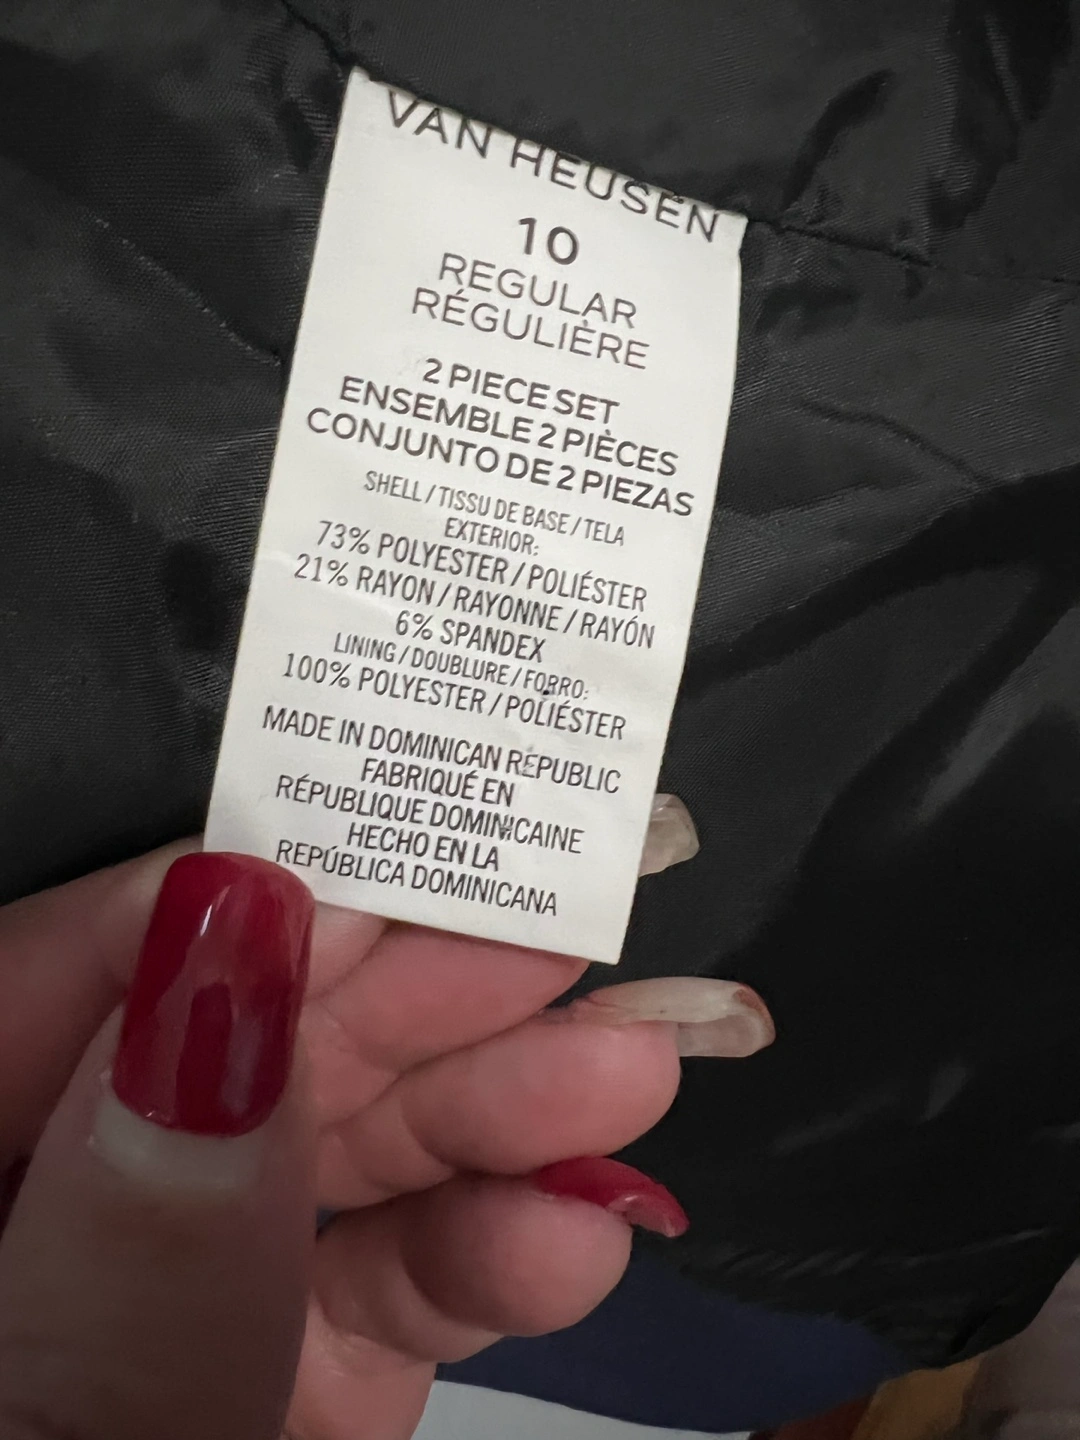 VAN HEUSEN
10
REGULAR
RÉGULIÈRE
2 PIECE SET
ENSEMBLE 2 PIÈCES
CONJUNTO DE 2 PIEZAS
SHELL / TISSU DE BASE / TELA
EXTERIOR:
73% POLYESTER / POLIÉSTER
21% RAYON / RAYONNE / RAYÓN
6% SPANDEX
LINING / DOUBLURE / FORRO:
100% POLYESTER / POLIÉSTER
MADE IN DOMINICAN REPUBLIC
FABRIQUÉ EN
RÉPUBLIQUE DOMINICAINE
HECHO EN LA
REPÚBLICA DOMINICANA